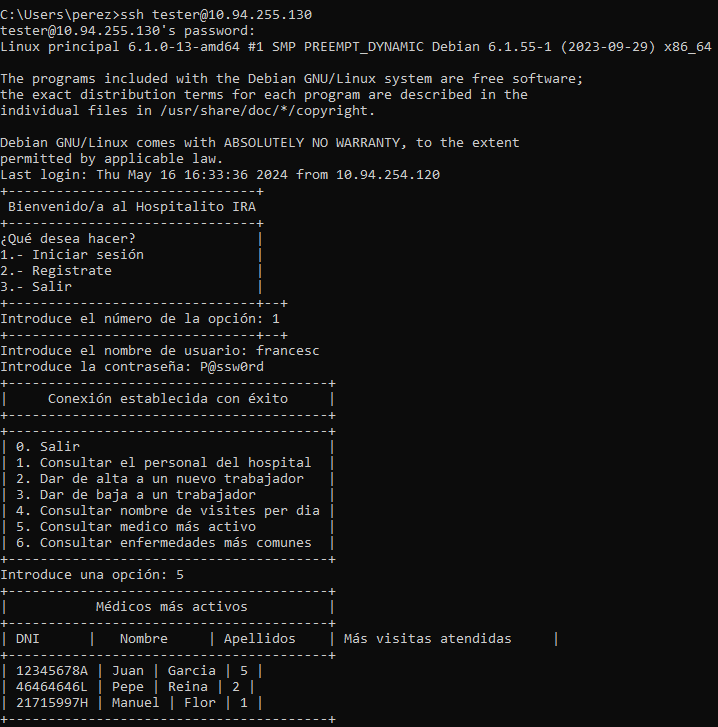 C:\Users\perez>ssh tester@10.94.255.130
tester@10.94.255.130's password:
Linux principal 6.1.0-13-amd64 #1 SMP PREEMPT_DYNAMIC Debian 6.1.55-1 (2023-09-29) x86_64

The programs included with the Debian GNU/Linux system are free software;
the exact distribution terms for each program are described in the
individual files in /usr/share/doc/*/copyright.

Debian GNU/Linux comes with ABSOLUTELY NO WARRANTY, to the extent
permitted by applicable law.
Last login: Thu May 16 16:33:36 2024 from 10.94.254.120
+-------------------------------+
 Bienvenido/a al Hospitalito IRA
+-------------------------------+
¿Qué desea hacer?               |
1.- Iniciar sesión              |
2.- Registrate                  |
3.- Salir                       |
+-------------------------------+--+
Introduce el número de la opción: 1
+-------------------------------+--+
Introduce el nombre de usuario: francesc
Introduce la contraseña: P@ssw0rd
+----------------------------------------+
|     Conexión establecida con éxito     |
+----------------------------------------+
+----------------------------------------+
| 0. Salir                               |
| 1. Consultar el personal del hospital  |
| 2. Dar de alta a un nuevo trabajador   |
| 3. Dar de baja a un trabajador         |
| 4. Consultar nombre de visites per dia |
| 5. Consultar medico más activo         |
| 6. Consultar enfermedades más comunes  |
+----------------------------------------+
Introduce una opción: 5
+----------------------------------------+
|           Médicos más activos          |
+----------------------------------------+
| DNI      |   Nombre     | Apellidos    | Más visitas atendidas     |
+----------------------------------------+
| 12345678A | Juan | Garcia | 5 |
| 46464646L | Pepe | Reina | 2 |
| 21715997H | Manuel | Flor | 1 |
+----------------------------------------+